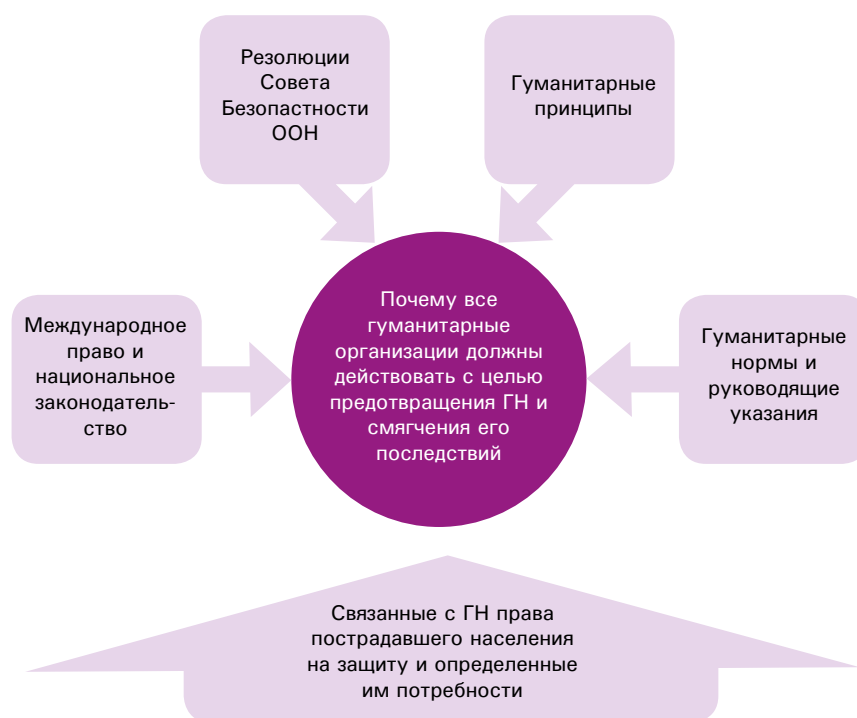 Резолюции
Совета
Безопастности
ООН
Гуманитарные
принципы
Международное
право и
национальное
законодатель-
ство
Почему все
гуманитарные
организации должны
действовать с целью
предотвращения ГН и
смягчения его
последствий
Гуманитарные
нормы и
руководящие
указания
Связанные с ГН права
пострадавшего населения
на защиту и определенные
им потребности